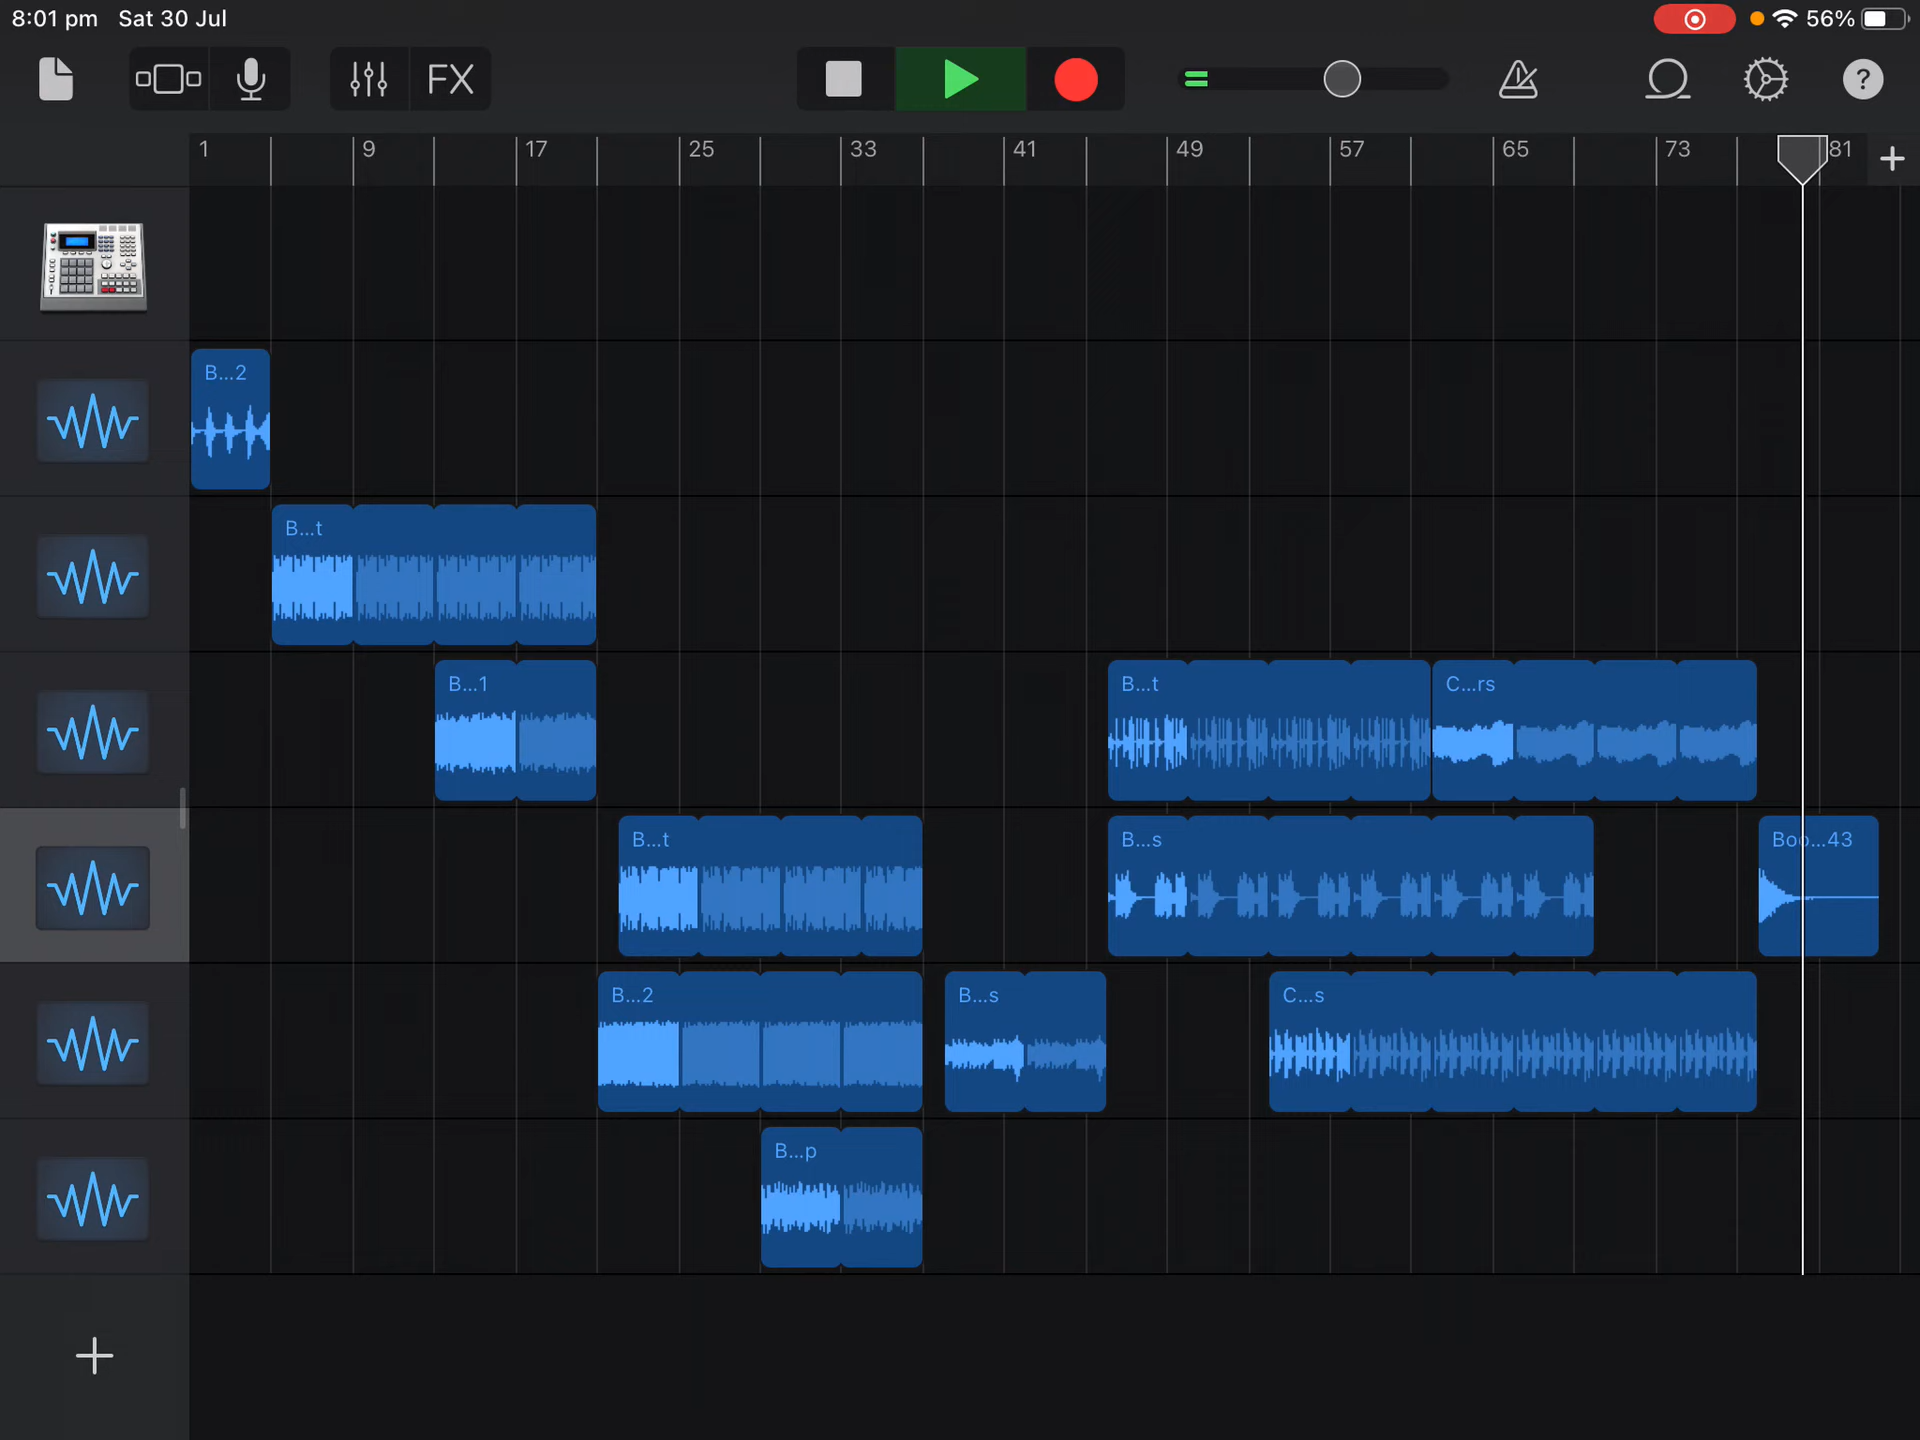 8:01 pm Sat 30 Jul 56%
FX ?
1 9 17 25 33 41 49 57 65 73 81
B...2
B...t
B...1 B...t C...rs
B...t B...s Boo...43
B...2 B...s C...s
B...p